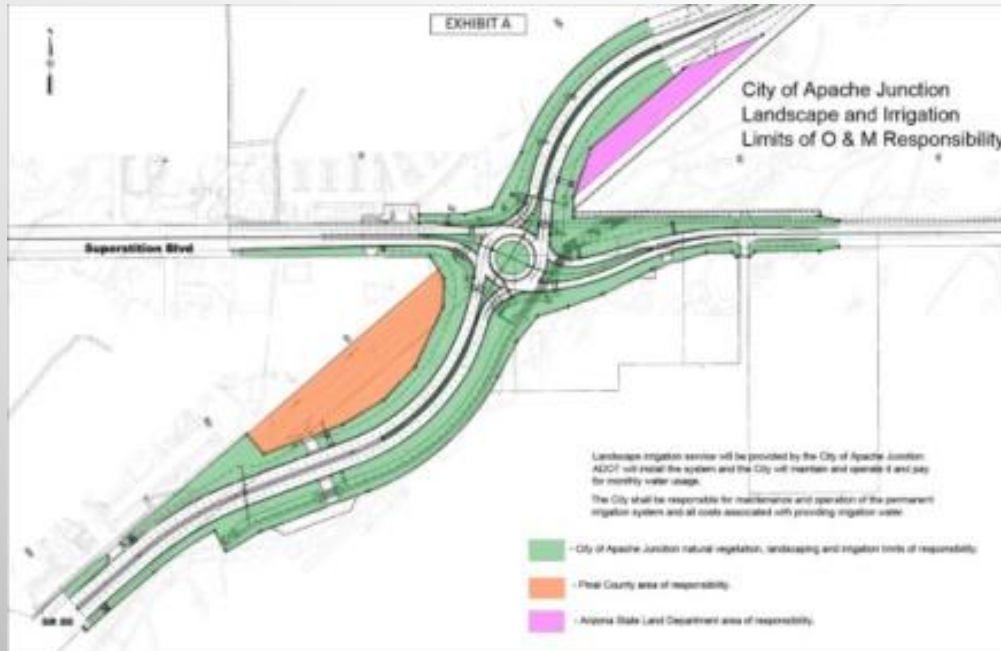 EXHIBIT A
City of Apache Junction
Landscape and Irrigation
Limits of O & M Responsibility
Superstition Blvd
Landscape irrigation service will be provided by the City of Apache Junction.
ADOT will install the system and the City will maintain and operate it and pay
for monthly water usage.
The City shall be responsible for maintenance and operation of the permanent
irrigation system and all costs associated with providing irrigation water.
- City of Apache Junction natural vegetation, landscaping and irrigation limits of responsibility.
- Pinal County area of responsibility.
- Arizona State Land Department area of responsibility.
SR 88